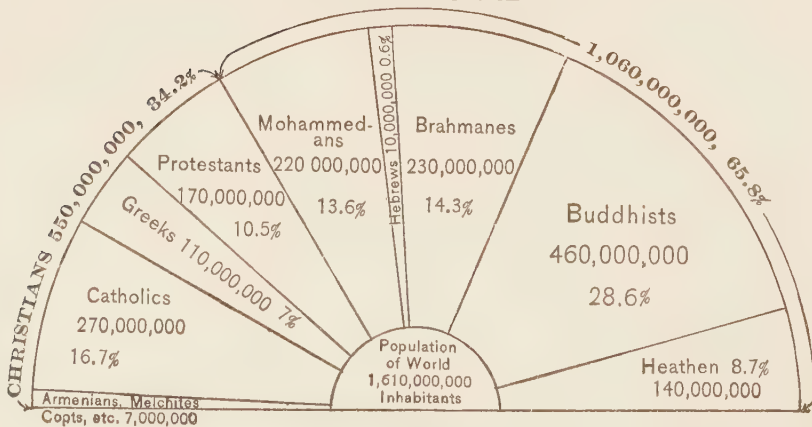 CHRISTIANS 550,000,000, 34.2%
1,060,000,000, 65.8%
Armenians, Melchites
Copts, etc. 7,000,000
Catholics
270,000,000
16.7%
Greeks 110,000,000 7%
Protestants
170,000,000
10.5%
Mohammed-
ans
220 000,000
13.6%
Hebrews 10,000,000 0.6%
Brahmanes
230,000,000
14.3%
Buddhists
460,000,000
28.6%
Heathen 8.7%
140,000,000
Population
of World
1,610,000,000
Inhabitants